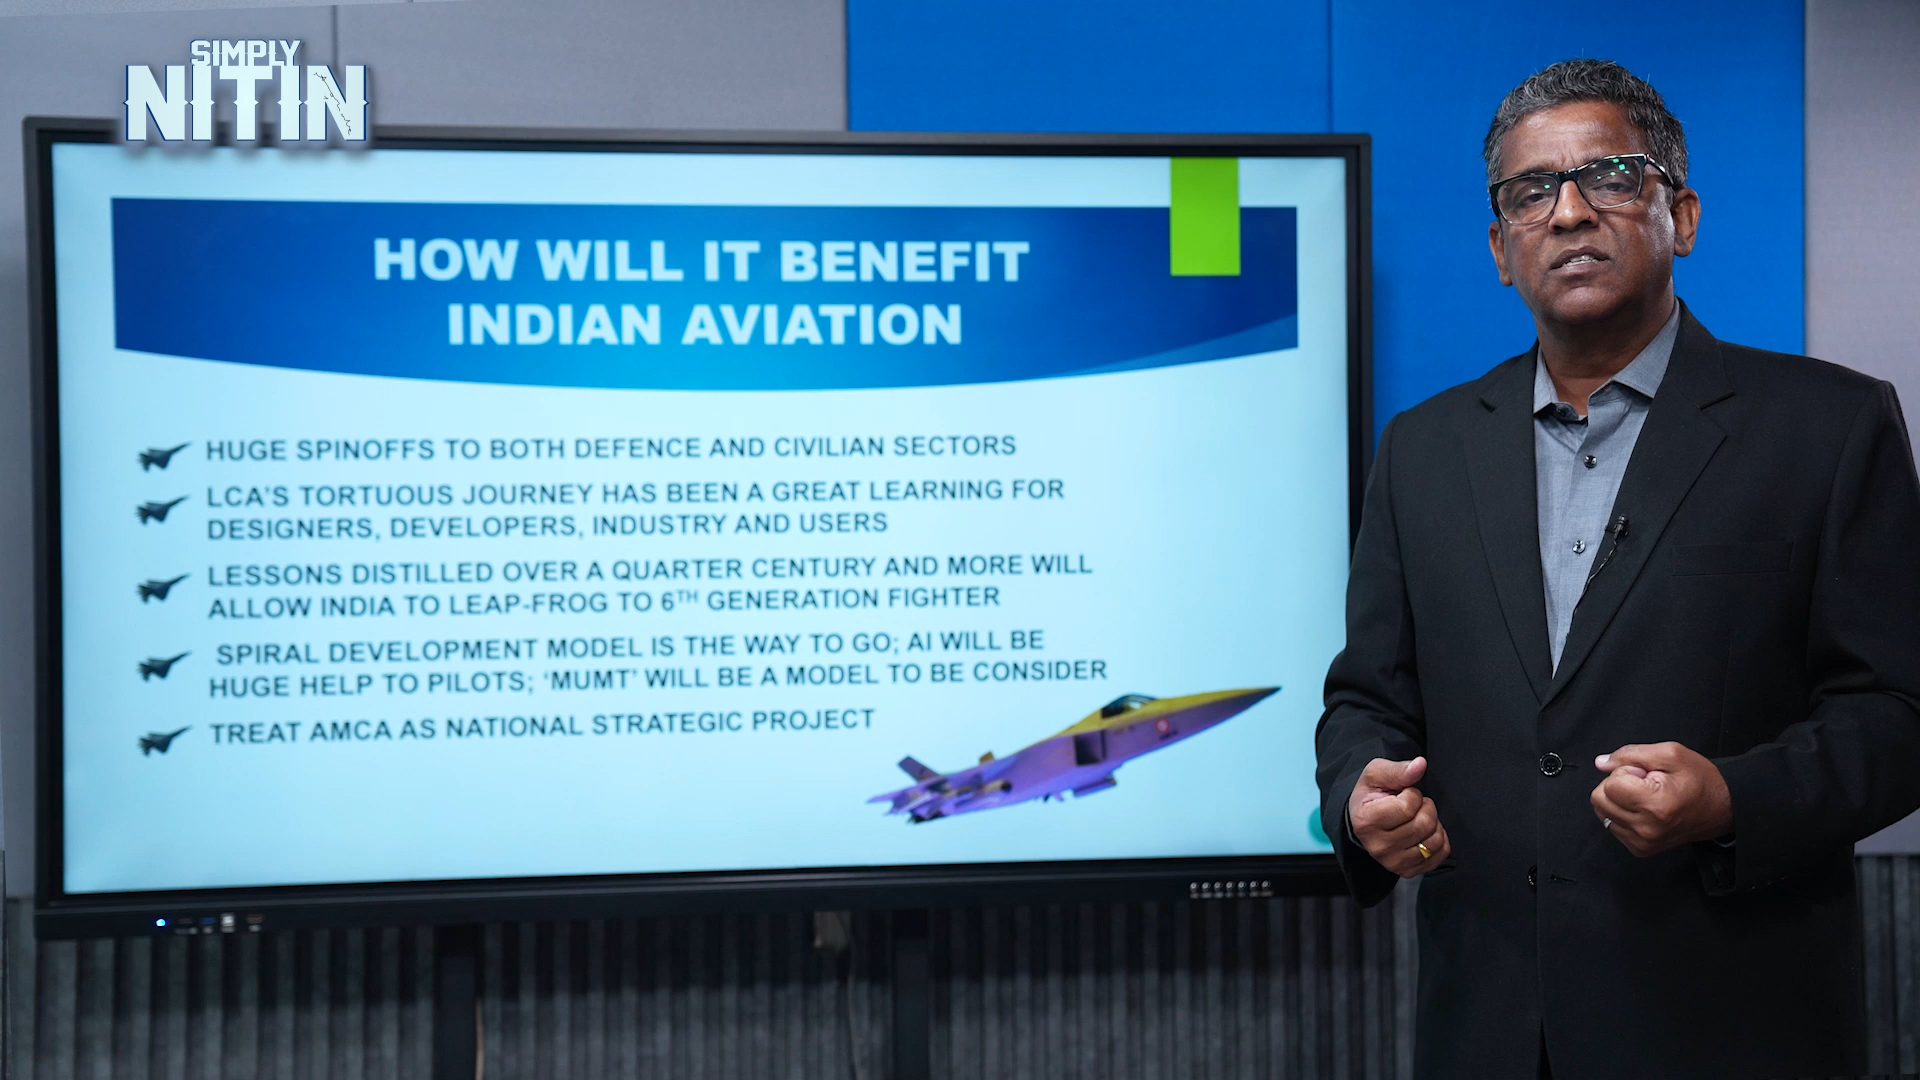 SIMPLY
NITIN
HOW WILL IT BENEFIT
INDIAN AVIATION
HUGE SPINOFFS TO BOTH DEFENCE AND CIVILIAN SECTORS
LCA'S TORTUOUS JOURNEY HAS BEEN A GREAT LEARNING FOR
DESIGNERS, DEVELOPERS, INDUSTRY AND USERS
LESSONS DISTILLED OVER A QUARTER CENTURY AND MORE WILL
ALLOW INDIA TO LEAP-FROG TO 6TH GENERATION FIGHTER
SPIRAL DEVELOPMENT MODEL IS THE WAY TO GO; AI WILL BE
HUGE HELP TO PILOTS; 'MUMT' WILL BE A MODEL TO BE CONSIDER
TREAT AMCA AS NATIONAL STRATEGIC PROJECT